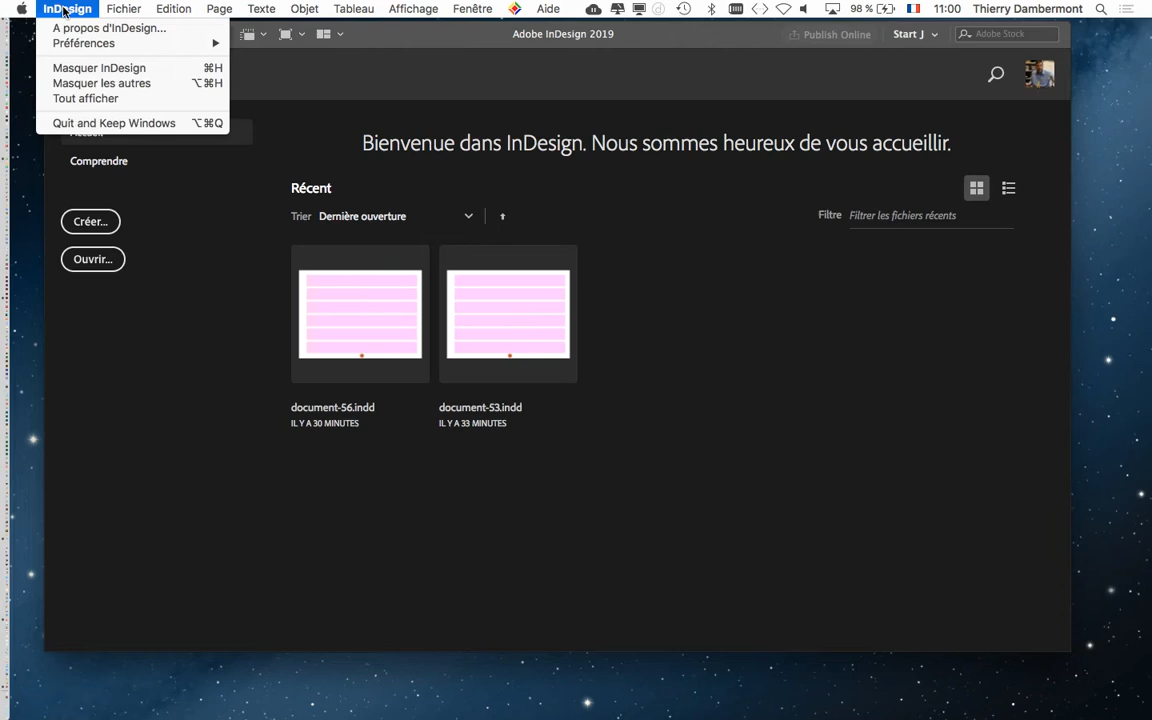 InDesign Fichier Edition Page Texte Objet Tableau Affichage Fenêtre Aide 98 % 11:00 Thierry Dambermont
A propos d'InDesign...
Adobe InDesign 2019 Publish Online Start J Adobe Stock
Préférences
Masquer InDesign ⌘H
Masquer les autres ⌥⌘H
Tout afficher
Quit and Keep Windows ⌥⌘Q
Bienvenue dans InDesign. Nous sommes heureux de vous accueillir.
Comprendre
Récent
Trier Dernière ouverture Filtre Filtrer les fichiers récents
Créer...
Ouvrir...
document-56.indd document-53.indd
IL Y A 30 MINUTES IL Y A 33 MINUTES